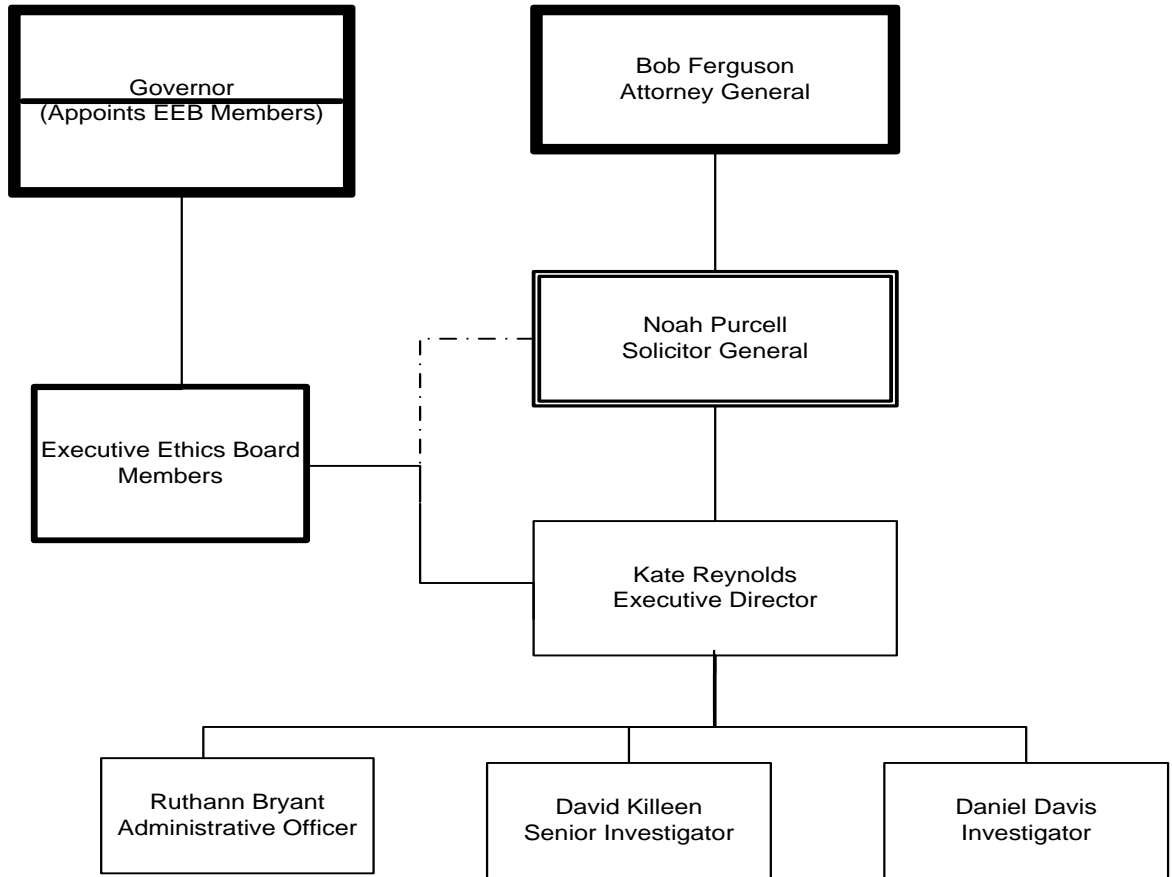 Governor
(Appoints EEB Members)
Bob Ferguson
Attorney General
Noah Purcell
Solicitor General
Executive Ethics Board
Members
Kate Reynolds
Executive Director
Ruthann Bryant
Administrative Officer
David Killeen
Senior Investigator
Daniel Davis
Investigator